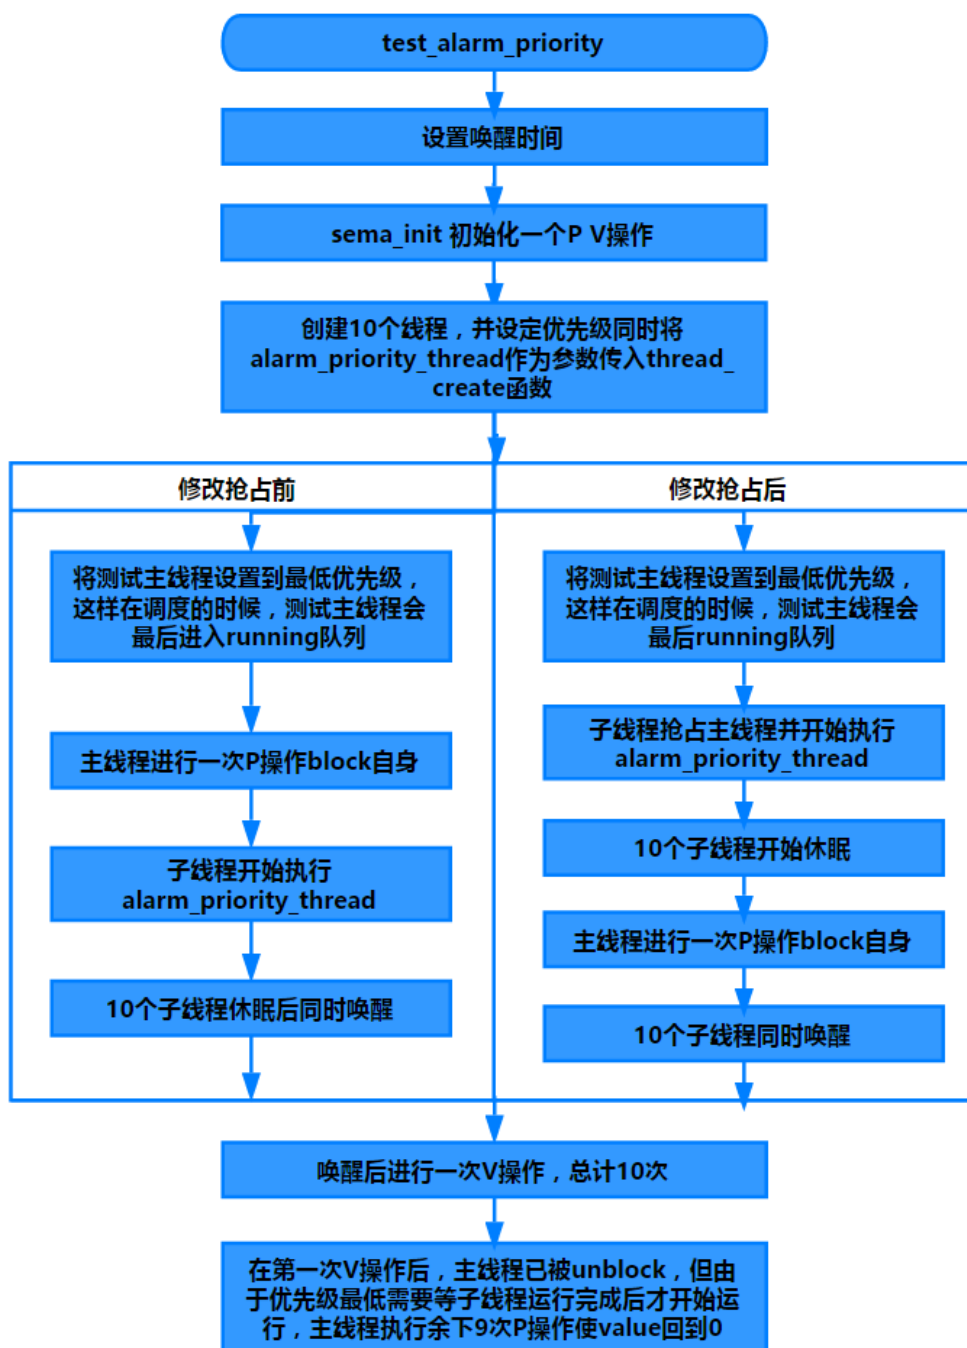 test_alarm_priority
设置唤醒时间
sema_init 初始化一个P V操作
创建10个线程，并设定优先级同时将
alarm_priority_thread作为参数传入thread_
create函数
修改抢占前
修改抢占后
将测试主线程设置到最低优先级，
这样在调度的时候，测试主线程会
最后进入running队列
主线程进行一次P操作block自身
子线程开始执行
alarm_priority_thread
10个子线程休眠后同时唤醒
将测试主线程设置到最低优先级，
这样在调度的时候，测试主线程会
最后running队列
子线程抢占主线程并开始执行
alarm_priority_thread
10个子线程开始休眠
主线程进行一次P操作block自身
10个子线程同时唤醒
唤醒后进行一次V操作，总计10次
在第一次V操作后，主线程已被unblock，但由
于优先级最低需要等子线程运行完成后才开始运
行，主线程执行余下9次P操作使value回到0